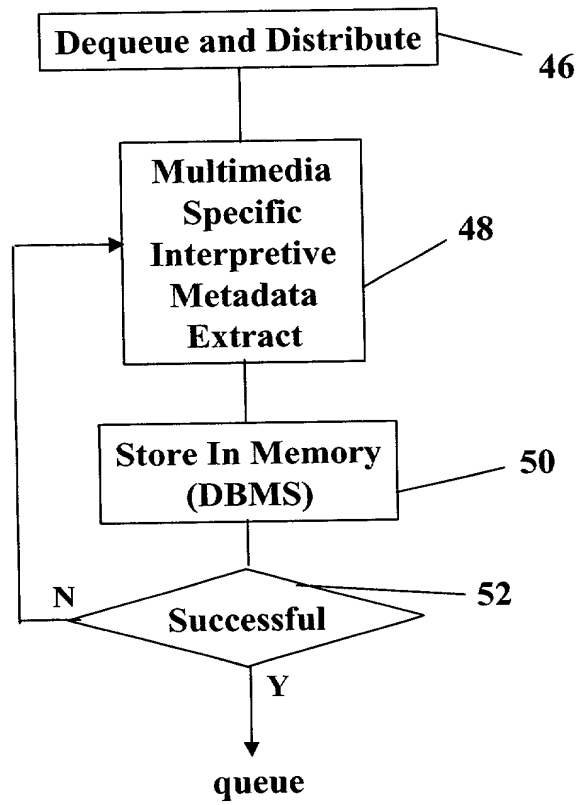 Dequeue and Distribute
46
Multimedia
Specific
Interpretive
Metadata
Extract
48
Store In Memory
(DBMS)
50
N
Successful
52
Y
queue